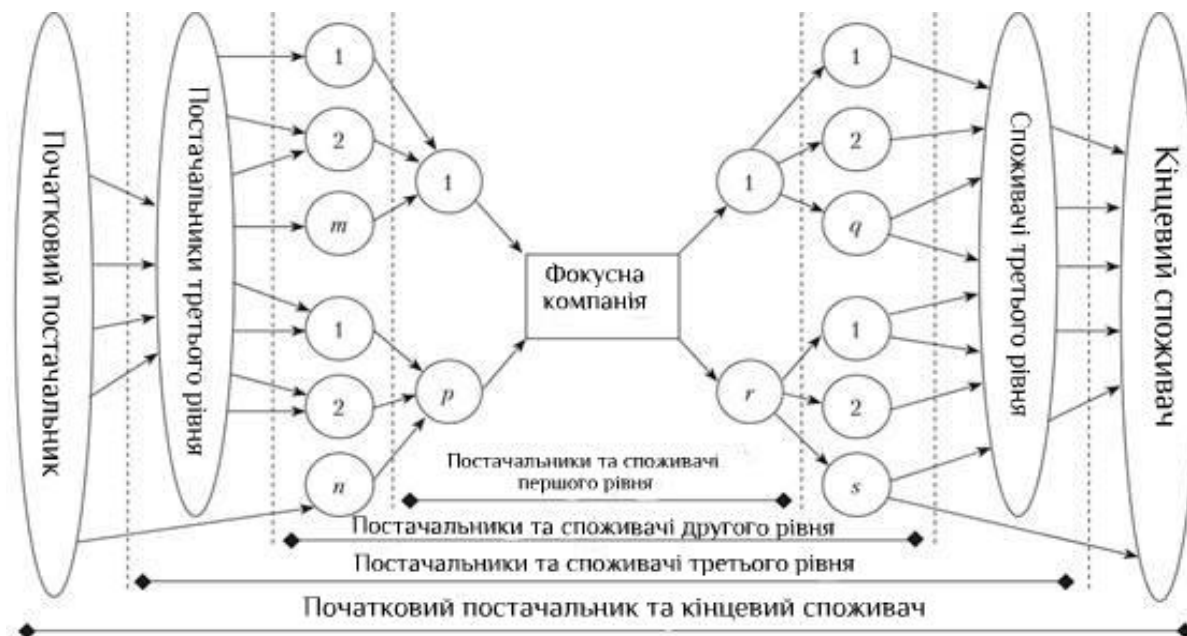 Початковий постачальник
Постачальники третього рівня
1
2
m
1
2
n
1
p
Фокусна
компанія
1
r
1
2
q
1
2
s
Споживачі третього рівня
Кінцевий споживач
Постачальники та споживачі
першого рівня
Постачальники та споживачі другого рівня
Постачальники та споживачі третього рівня
Початковий постачальник та кінцевий споживач